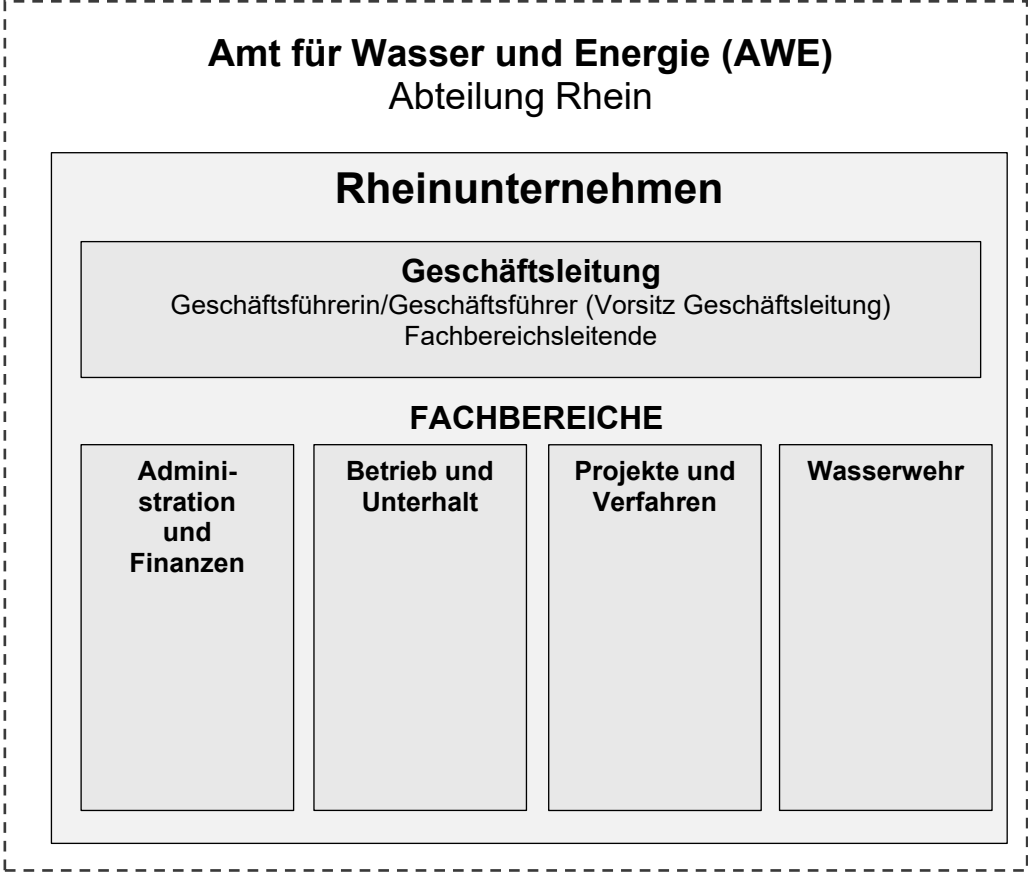 Amt für Wasser und Energie (AWE)
Abteilung Rhein
Rheinunternehmen
Geschäftsleitung
Geschäftsführerin/Geschäftsführer (Vorsitz Geschäftsleitung)
Fachbereichsleitende
FACHBEREICHE
Admini-
stration
und
Finanzen
Betrieb und
Unterhalt
Projekte und
Verfahren
Wasserwehr